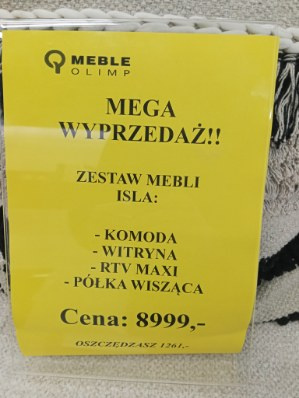 MEBLE
OLIMP
MEGA
WYPRZEDAŻ!!
ZESTAW MEBLI
ISLA:
- KOMODA
- WITRYNA
- RTV MAXI
- PÓŁKA WISZĄCA
Cena: 8999,-
OSZCZĘDZASZ 1261,-